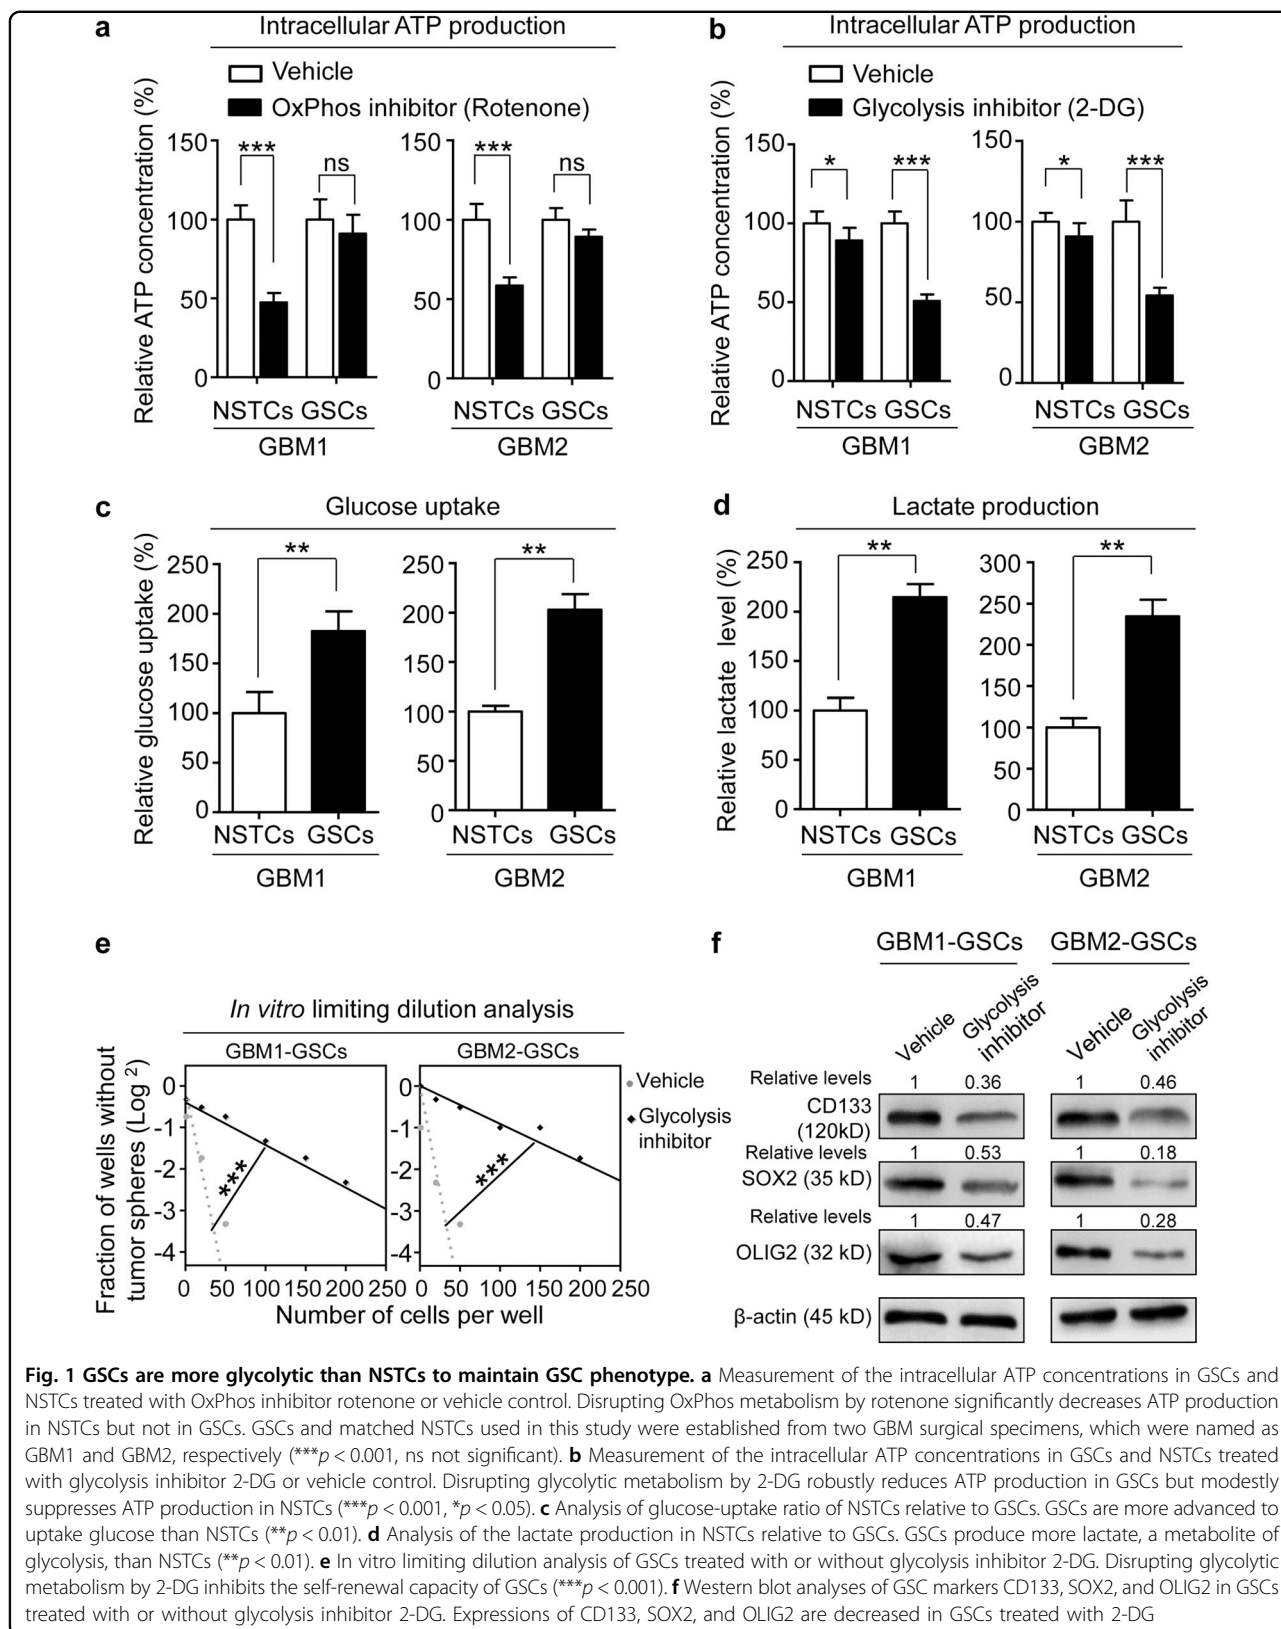 a
Intracellular ATP production
Vehicle
OxPhos inhibitor (Rotenone)
Relative ATP concentration (%)
150
100
50
0
***
ns
NSTCs GSCs
GBM1
150
100
50
0
***
ns
NSTCs GSCs
GBM2
b
Intracellular ATP production
Vehicle
Glycolysis inhibitor (2-DG)
Relative ATP concentration (%)
150
100
50
0
*
***
NSTCs GSCs
GBM1
150
100
50
0
*
***
NSTCs GSCs
GBM2
c
Glucose uptake
Relative glucose uptake (%)
250
200
150
100
50
0
**
NSTCs GSCs
GBM1
250
200
150
100
50
0
**
NSTCs GSCs
GBM2
d
Lactate production
Relative lactate level (%)
250
200
150
100
50
0
**
NSTCs GSCs
GBM1
300
250
200
150
100
50
0
**
NSTCs GSCs
GBM2
e
In vitro limiting dilution analysis
GBM1-GSCs
GBM2-GSCs
Vehicle
Glycolysis
inhibitor
Fraction of wells without
tumor spheres (Log 2)
0
-1
-2
-3
-4
***
0 50 100 150 200 250
0
-1
-2
-3
-4
***
0 50 100 150 200 250
Number of cells per well
f
GBM1-GSCs GBM2-GSCs
Vehicle
Glycolysis
inhibitor
Vehicle
Glycolysis
inhibitor
Relative levels 1 0.36 1 0.46
CD133
(120kD)
Relative levels 1 0.53 1 0.18
SOX2 (35 kD)
Relative levels 1 0.47 1 0.28
OLIG2 (32 kD)
β-actin (45 kD)
Fig. 1 GSCs are more glycolytic than NSTCs to maintain GSC phenotype. a Measurement of the intracellular ATP concentrations in GSCs and
NSTCs treated with OxPhos inhibitor rotenone or vehicle control. Disrupting OxPhos metabolism by rotenone significantly decreases ATP production
in NSTCs but not in GSCs. GSCs and matched NSTCs used in this study were established from two GBM surgical specimens, which were named as
GBM1 and GBM2, respectively (***p < 0.001, ns not significant). b Measurement of the intracellular ATP concentrations in GSCs and NSTCs treated
with glycolysis inhibitor 2-DG or vehicle control. Disrupting glycolytic metabolism by 2-DG robustly reduces ATP production in GSCs but modestly
suppresses ATP production in NSTCs (***p < 0.001, *p < 0.05). c Analysis of glucose-uptake ratio of NSTCs relative to GSCs. GSCs are more advanced to
uptake glucose than NSTCs (**p < 0.01). d Analysis of the lactate production in NSTCs relative to GSCs. GSCs produce more lactate, a metabolite of
glycolysis, than NSTCs (**p < 0.01). e In vitro limiting dilution analysis of GSCs treated with or without glycolysis inhibitor 2-DG. Disrupting glycolytic
metabolism by 2-DG inhibits the self-renewal capacity of GSCs (***p < 0.001). f Western blot analyses of GSC markers CD133, SOX2, and OLIG2 in GSCs
treated with or without glycolysis inhibitor 2-DG. Expressions of CD133, SOX2, and OLIG2 are decreased in GSCs treated with 2-DG